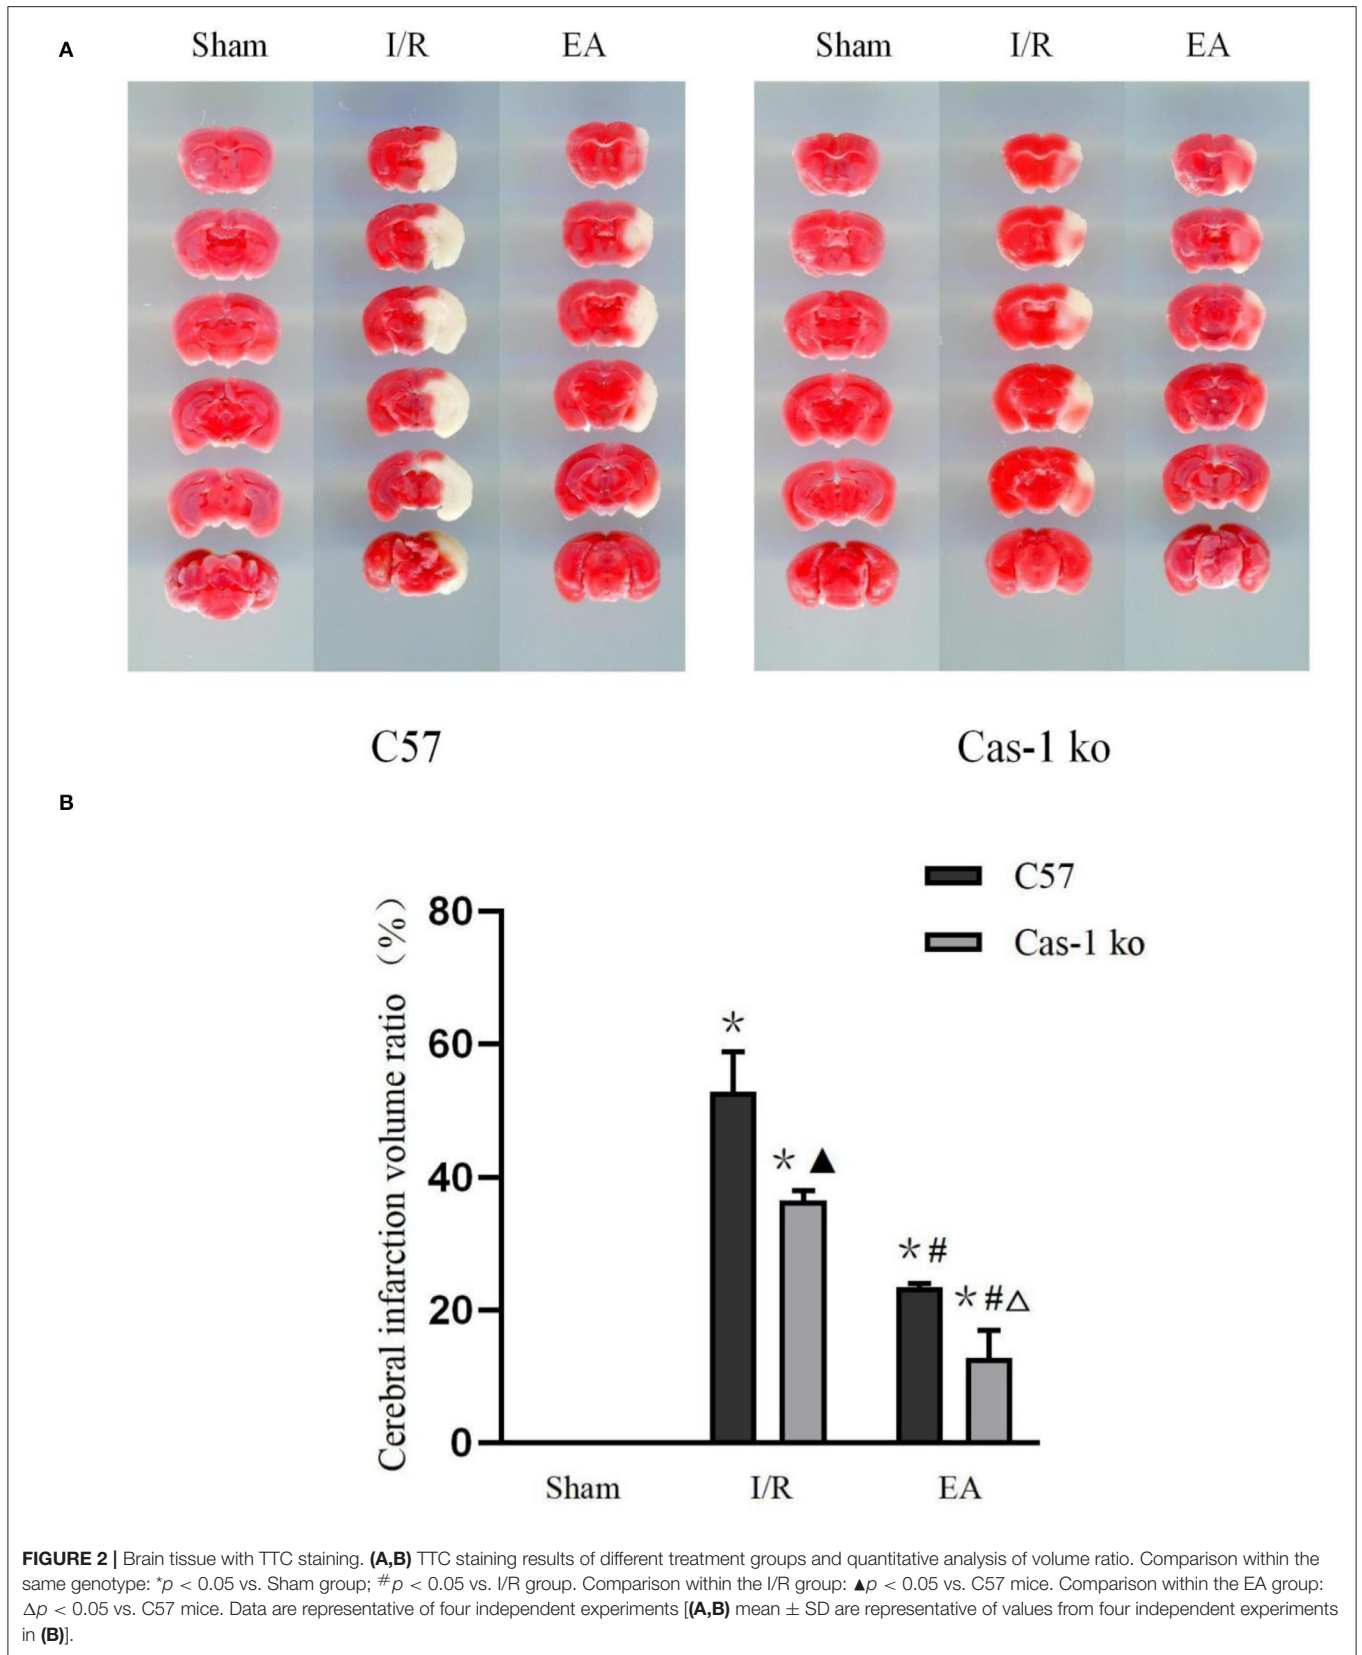 A
Sham I/R EA Sham I/R EA
C57 Cas-1 ko
B
C57
Cas-1 ko
Cerebral infarction volume ratio (%)
80
60
40
20
0
*
* ▲
* #
* # △
Sham I/R EA
FIGURE 2 | Brain tissue with TTC staining. (A,B) TTC staining results of different treatment groups and quantitative analysis of volume ratio. Comparison within the
same genotype: *p < 0.05 vs. Sham group; #p < 0.05 vs. I/R group. Comparison within the I/R group: ▲p < 0.05 vs. C57 mice. Comparison within the EA group:
Δp < 0.05 vs. C57 mice. Data are representative of four independent experiments [(A,B) mean ± SD are representative of values from four independent experiments
in (B)].